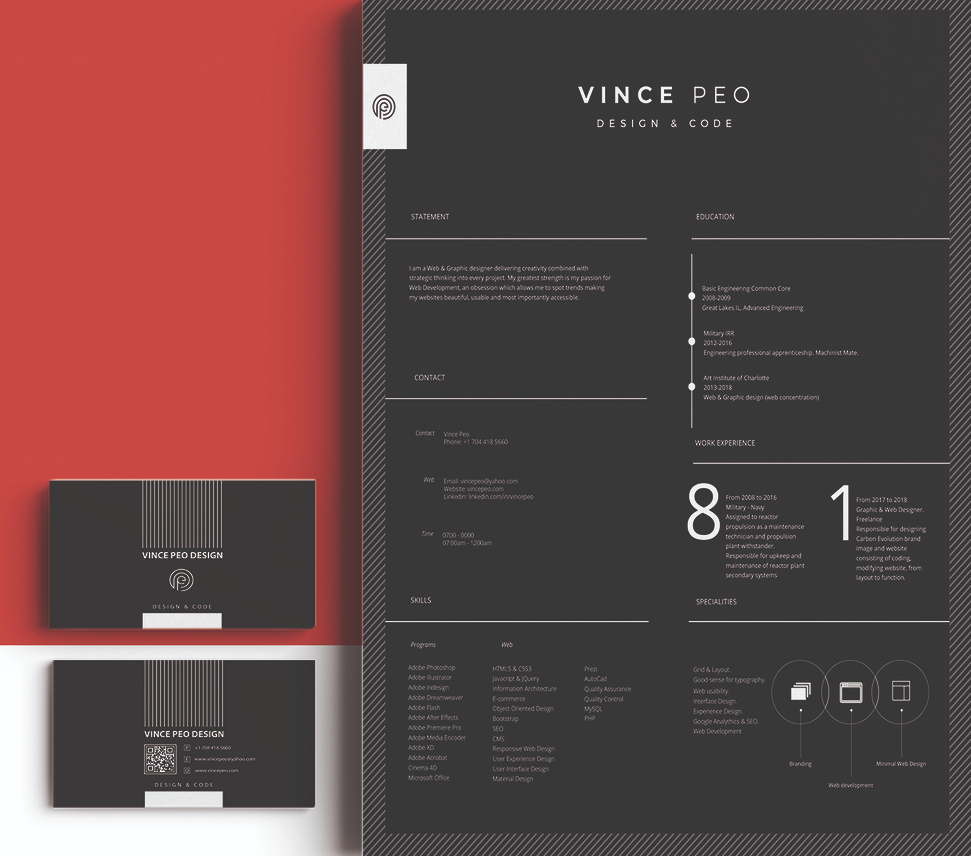 VINCE PEO
DESIGN & CODE
STATEMENT
I am a Web & Graphic designer delivering creativity combined with
strategic thinking into every project. My greatest strength is my passion for
Web Development, an obsession which allows me to spot trends making
my websites beautiful, usable and most importantly accessible.
CONTACT
Contact
Vince Peo
Phone: +1 704 418 5660
Web
Email: vincepeo@yahoo.com
Website: vincepeo.com
Linkedin: linkedin.com/in/vincepeo
Time
0700 - 0000
07:00am - 1200am
SKILLS
Programs
Adobe Photoshop
Adobe Illustrator
Adobe Indesign
Adobe Dreamweaver
Adobe Flash
Adobe After Effects
Adobe Premiere Pro
Adobe Media Encoder
Adobe XD
Adobe Acrobat
Cinema 4D
Microsoft Office
Web
HTML5 & CSS3
Javacript & JQuery
Information Architecture
E-commerce
Object Oriented Design
Bootstrap
SEO
CMS
Responsive Web Design
User Experience Design
User Interface Design
Material Design
Prezi
AutoCad
Quality Assurance
Quality Control
MySQL
PHP
EDUCATION
Basic Engineering Common Core
2008-2009
Great Lakes IL, Advanced Engineering
Military IRR
2012-2016
Engineering professional apprenticeship. Machinist Mate.
Art Institute of Charlotte
2013-2018
Web & Graphic design (web concentration)
WORK EXPERIENCE
8
From 2008 to 2016
Military - Navy
Assigned to reactor
propulsion as a maintenance
technician and propulsion
plant withstander.
Responsible for upkeep and
maintenance of reactor plant
secondary systems
1
From 2017 to 2018
Graphic & Web Designer.
Freelance
Responsible for designing
Carbon Evolution brand
image and website
consisting of coding,
modifying website, from
layout to function.
SPECIALITIES
Grid & Layout.
Good sense for typography.
Web usability.
Interface Design.
Experience Design.
Google Analythics & SEO.
Web Development
Branding
Web development
Minimal Web Design
VINCE PEO DESIGN
DESIGN & CODE
VINCE PEO DESIGN
+1 704 418 5660
www.vincepeo@yahoo.com
www.vincepeo.com
DESIGN & CODE